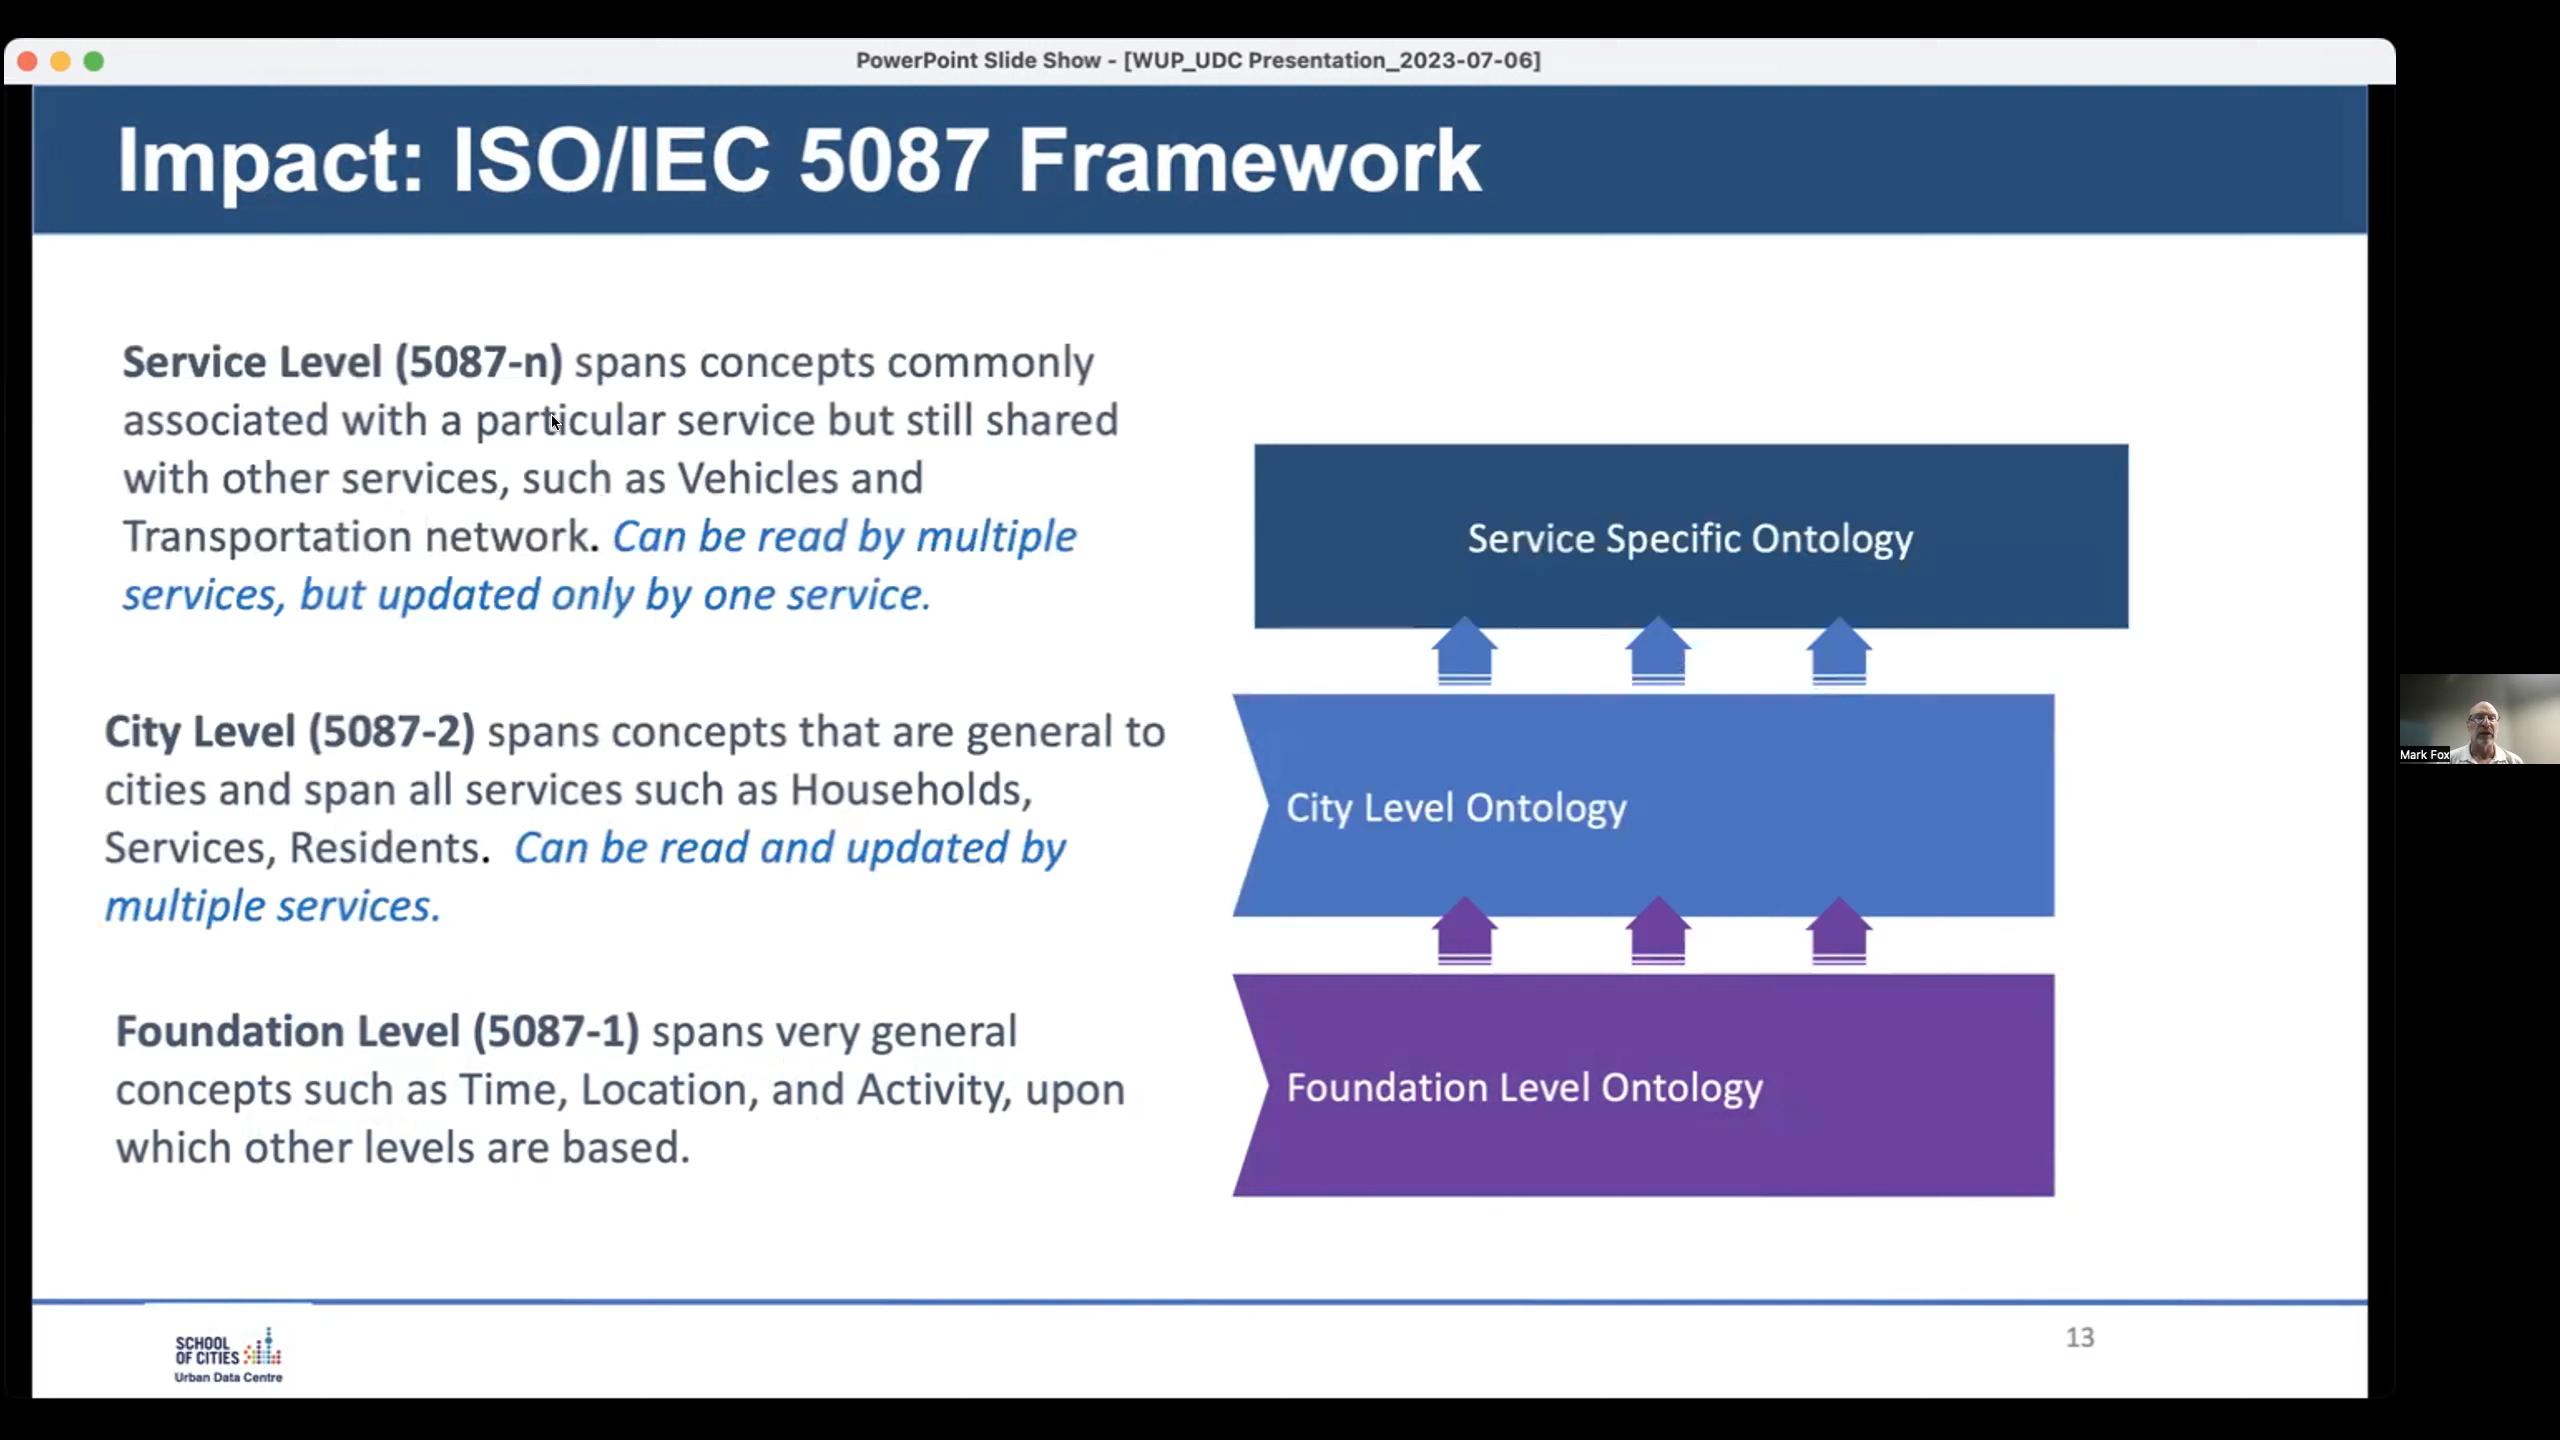 PowerPoint Slide Show - [WUP_UDC Presentation_2023-07-06]
Impact: ISO/IEC 5087 Framework
Service Level (5087-n) spans concepts commonly
associated with a particular service but still shared
with other services, such as Vehicles and
Transportation network. Can be read by multiple
services, but updated only by one service.
City Level (5087-2) spans concepts that are general to
cities and span all services such as Households,
Services, Residents.  Can be read and updated by
multiple services.
Foundation Level (5087-1) spans very general
concepts such as Time, Location, and Activity, upon
which other levels are based.
Service Specific Ontology
City Level Ontology
Foundation Level Ontology
Mark Fox
SCHOOL
OF CITIES
Urban Data Centre
13